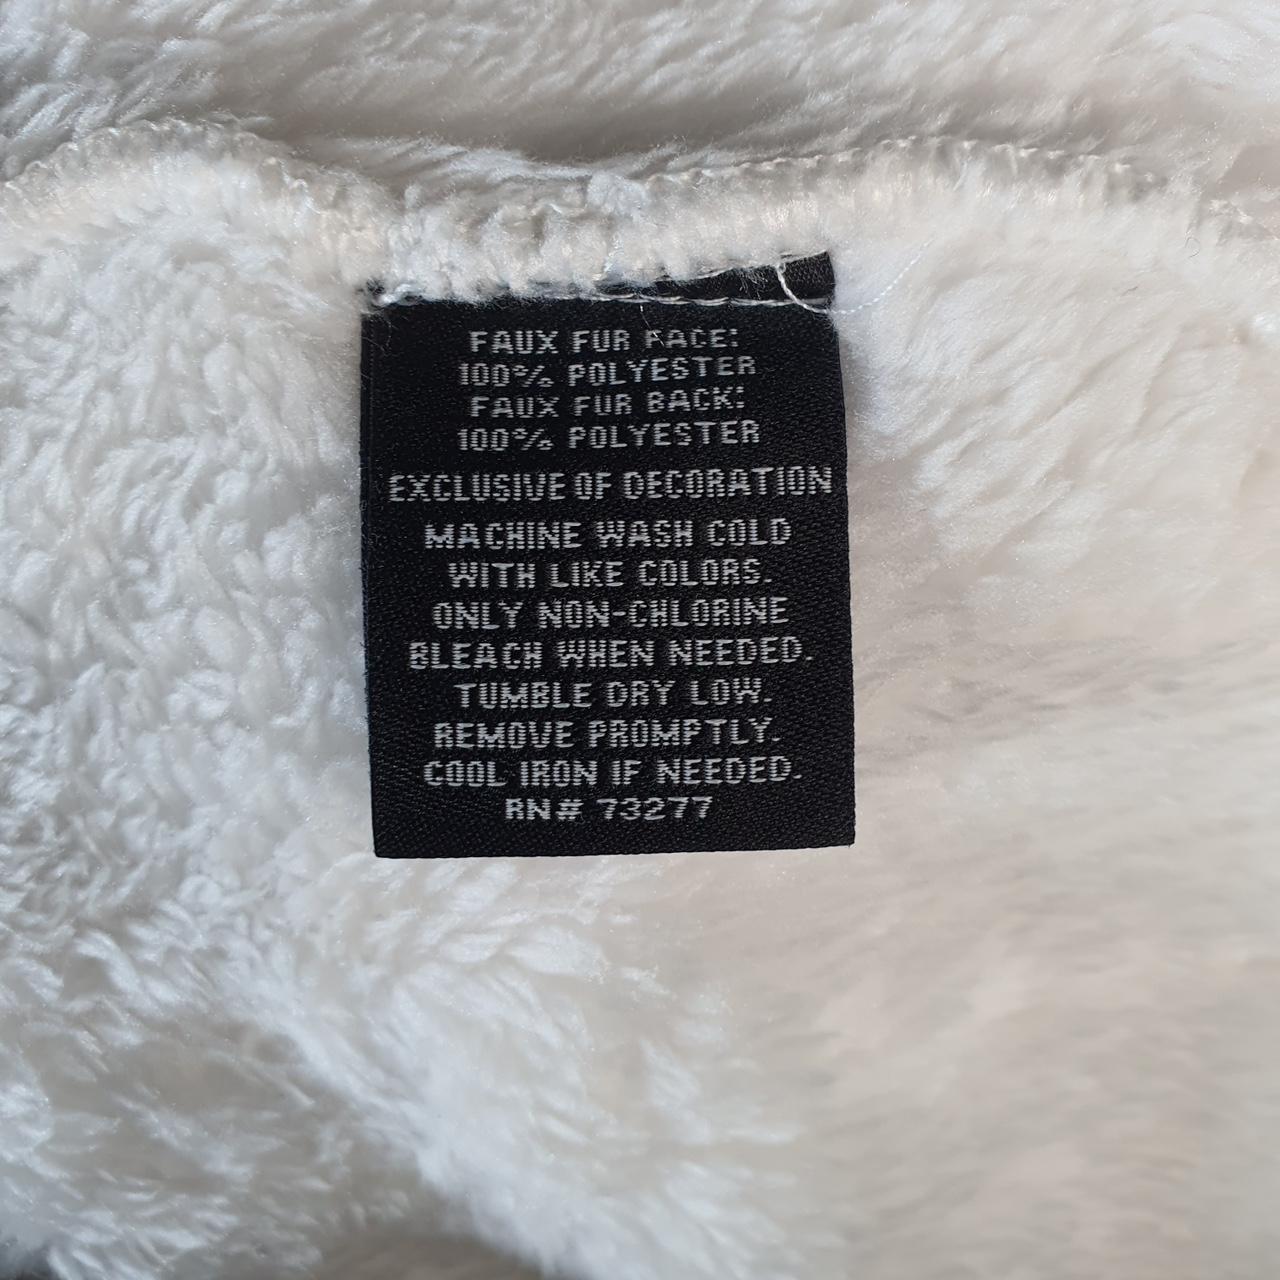 FAUX FUR FACE:
100% POLYESTER
FAUX FUR BACK:
100% POLYESTER
EXCLUSIVE OF DECORATION
MACHINE WASH COLD
WITH LIKE COLORS.
ONLY NON-CHLORINE
BLEACH WHEN NEEDED.
TUMBLE DRY LOW.
REMOVE PROMPTLY.
COOL IRON IF NEEDED.
RN# 73277